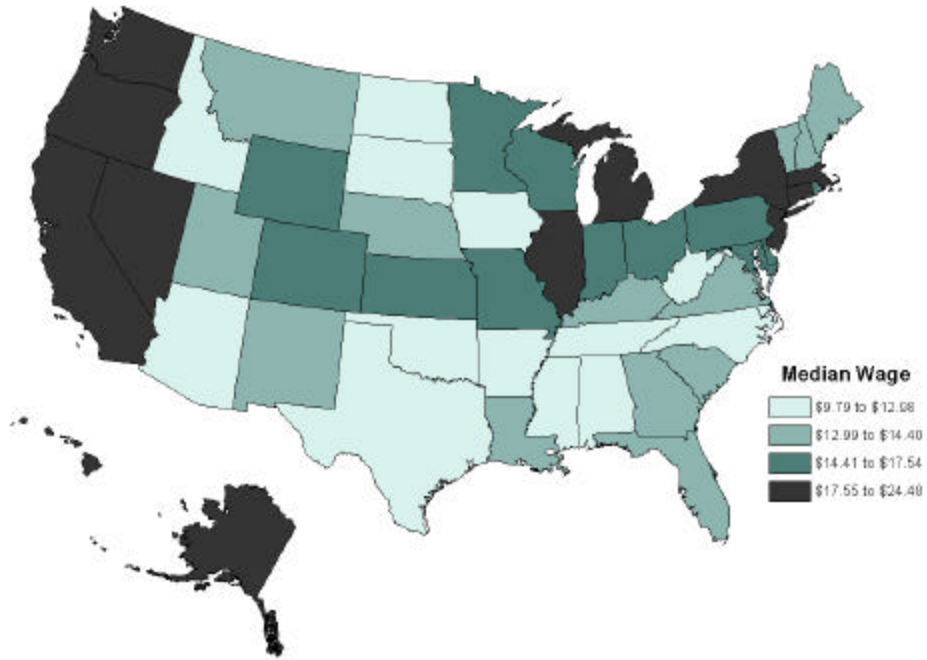 Median Wage
$9.79 to $12.98
$12.99 to $14.40
$14.41 to $17.54
$17.55 to $24.48